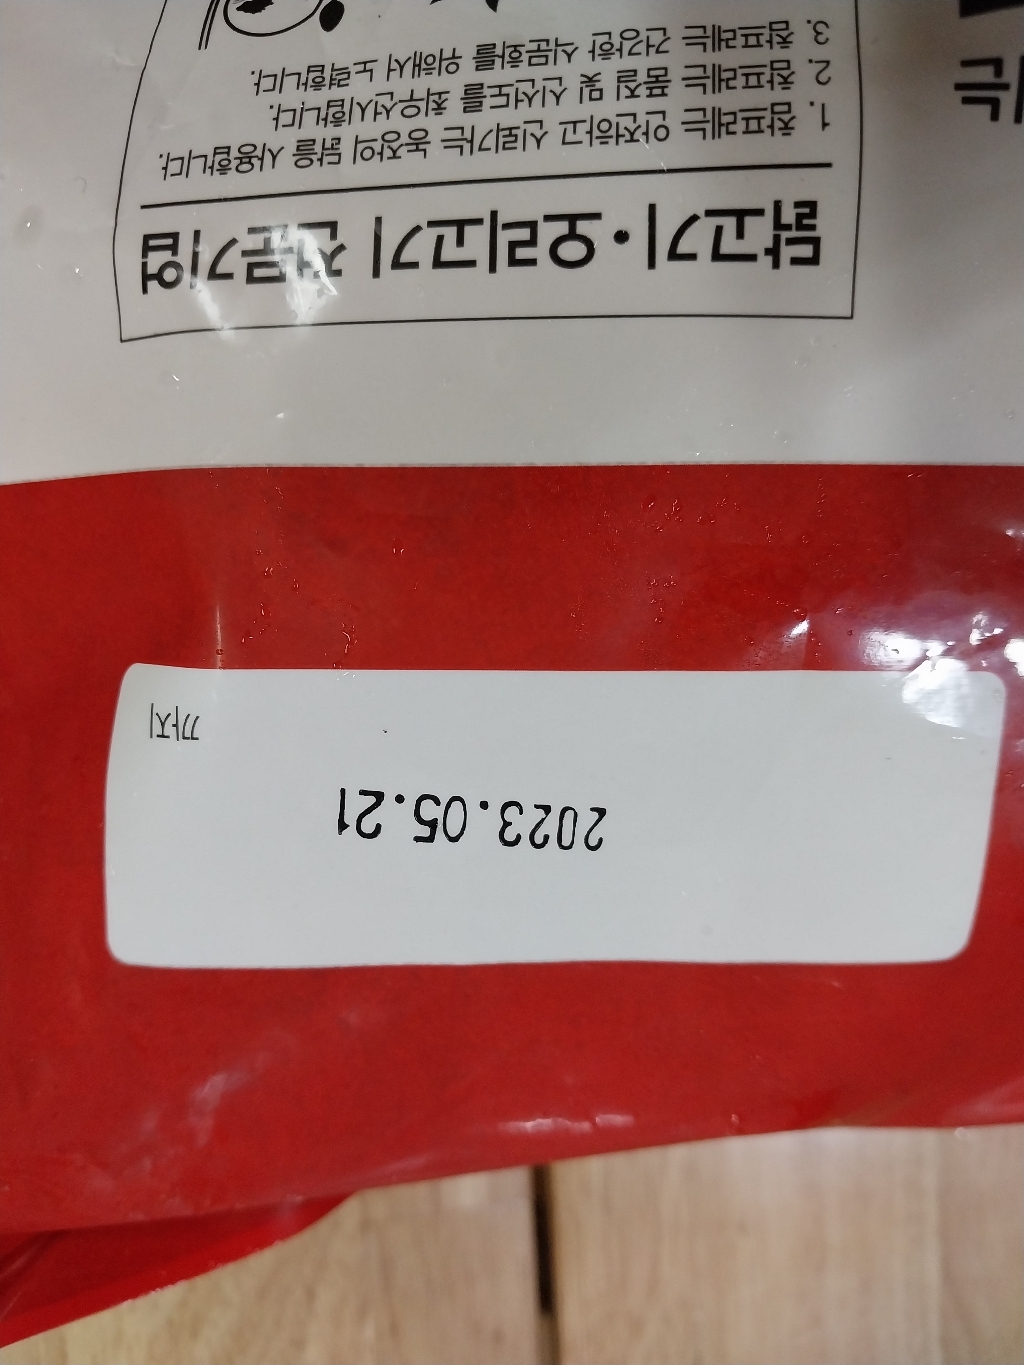 까지
2023.05.21
닭고기·오리고기 전문기업
1. 참프레는 안전하고 신뢰가는 농장의 닭을 사용합니다.
2. 참프레는 품질 및 신선도를 최우선시합니다.
3. 참프레는 건강한 식문화를 위해서 노력합니다.
는